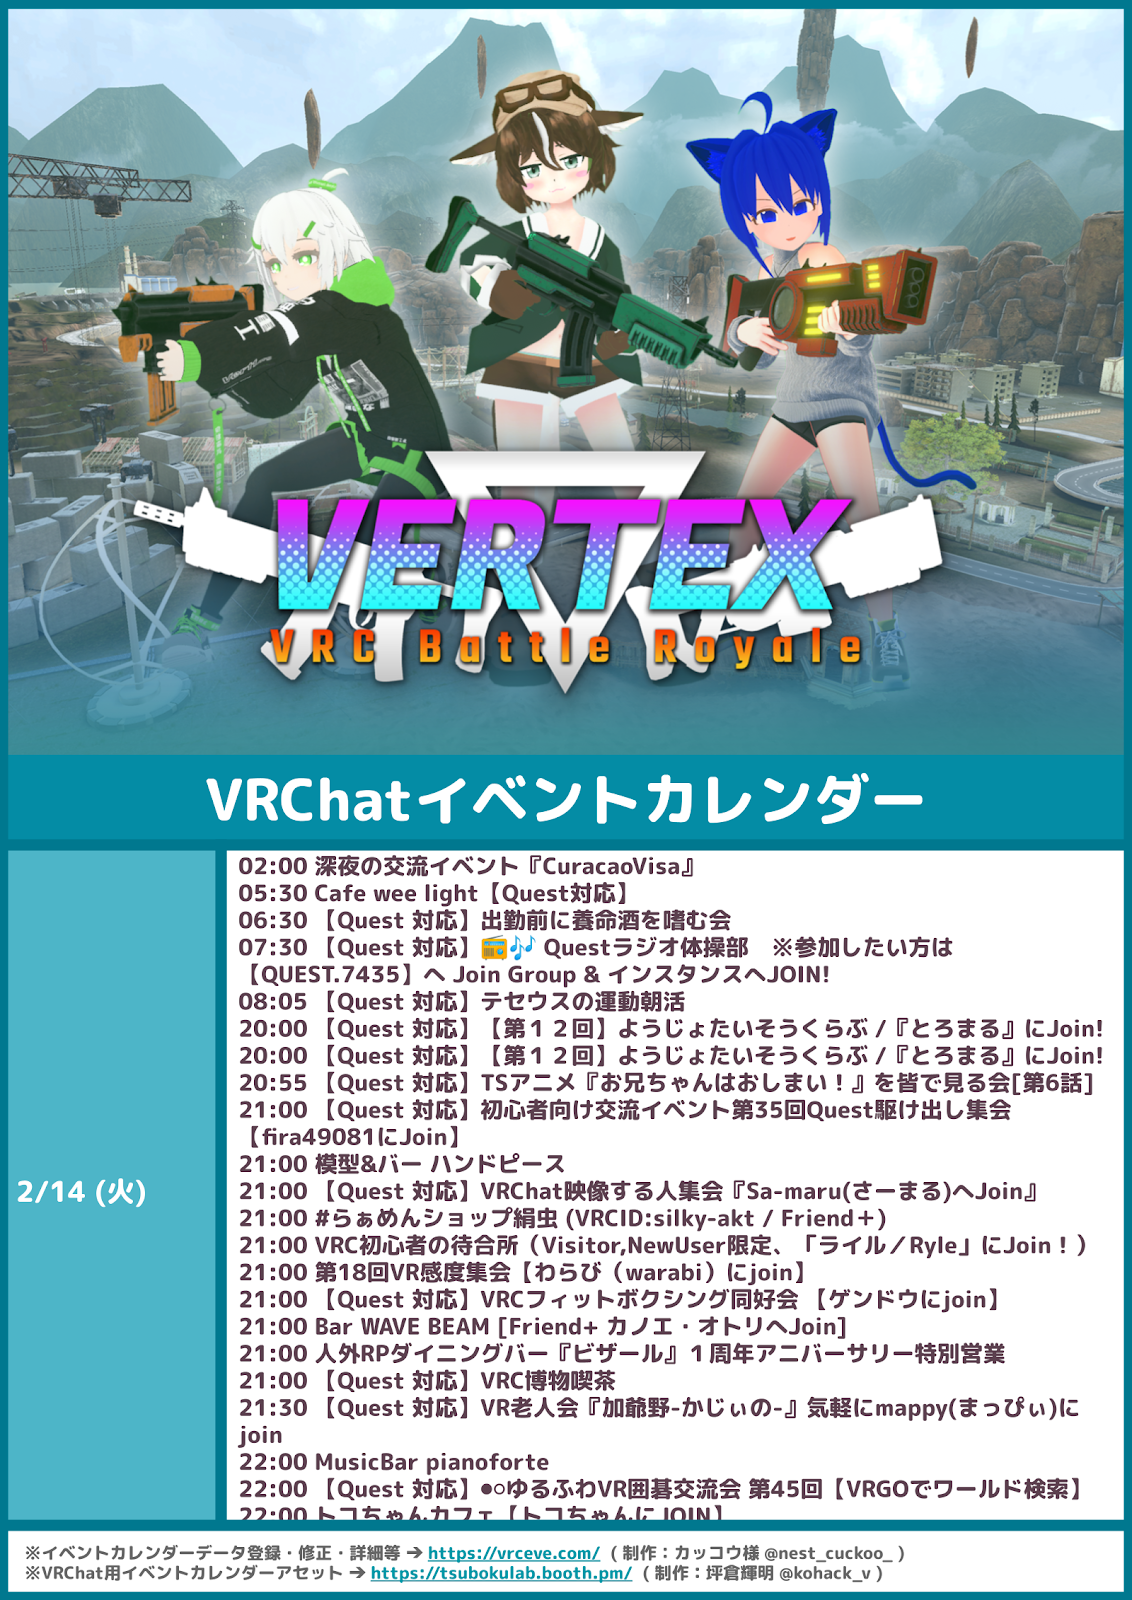 VERTEX
VRC Battle Royale
VRChatイベントカレンダー
2/14 (火)
02:00 深夜の交流イベント『CuracaoVisa』
05:30 Cafe wee light【Quest対応】
06:30 【Quest 対応】出勤前に養命酒を嗜む会
07:30 【Quest 対応】📻🎶 Questラジオ体操部　※参加したい方は
【QUEST.7435】へ Join Group & インスタンスへJOIN!
08:05 【Quest 対応】テセウスの運動朝活
20:00 【Quest 対応】【第１２回】ようじょたいそうくらぶ /『とろまる』にJoin!
20:00 【Quest 対応】【第１２回】ようじょたいそうくらぶ /『とろまる』にJoin!
20:55 【Quest 対応】TSアニメ『お兄ちゃんはおしまい！』を皆で見る会[第6話]
21:00 【Quest 対応】初心者向け交流イベント第35回Quest駆け出し集会
【fira49081にJoin】
21:00 模型&バー ハンドピース
21:00 【Quest 対応】VRChat映像する人集会『Sa-maru(さーまる)へJoin』
21:00 #らぁめんショップ絹虫 (VRCID:silky-akt / Friend＋)
21:00 VRC初心者の待合所（Visitor,NewUser限定、「ライル／Ryle」にJoin！）
21:00 第18回VR感度集会【わらび（warabi）にjoin】
21:00 【Quest 対応】VRCフィットボクシング同好会 【ゲンドウにjoin】
21:00 Bar WAVE BEAM [Friend+ カノエ・オトリへJoin]
21:00 人外RPダイニングバー『ビザール』１周年アニバーサリー特別営業
21:00 【Quest 対応】VRC博物喫茶
21:30 【Quest 対応】VR老人会『加爺野-かじぃの-』気軽にmappy(まっぴぃ)に
join
22:00 MusicBar pianoforte
22:00 【Quest 対応】●○ゆるふわVR囲碁交流会 第45回【VRGOでワールド検索】
22:00 トコちゃんカフェ【トコちゃんにJOIN】
※イベントカレンダーデータ登録・修正・詳細等 → https://vrceve.com/ （制作：カッコウ様 @nest_cuckoo_ ）
※VRChat用イベントカレンダーアセット → https://tsubokulab.booth.pm/ （制作：坪倉輝明 @kohack_v ）